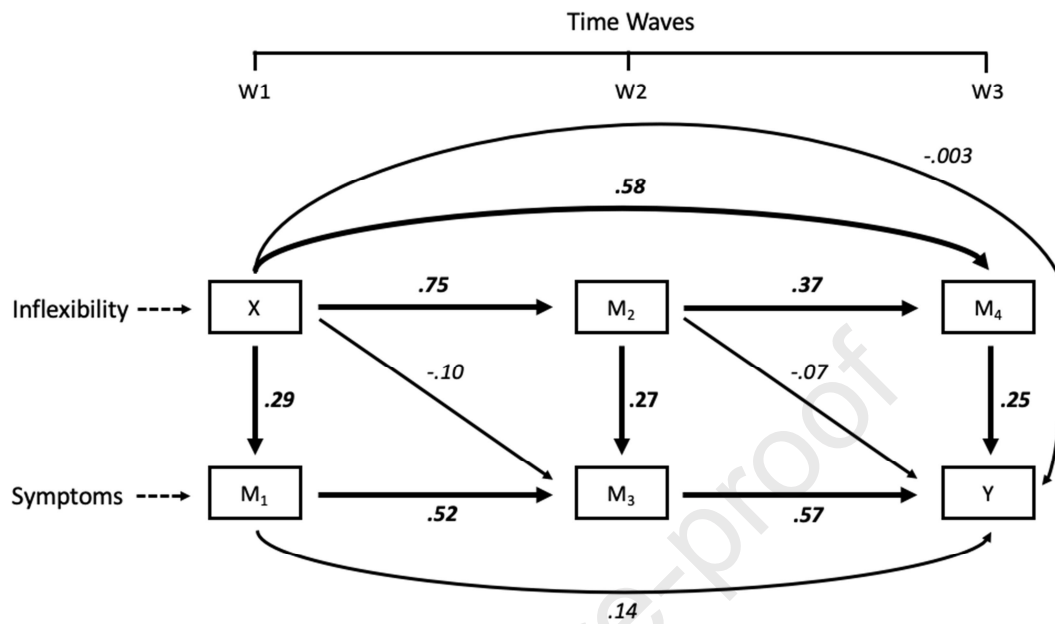 Time Waves
W1 W2 W3
-.003
.58
Inflexibility X .75 M₂ .37 M₄
-.10 -.07
.29 .27 .25
Symptoms M₁ .52 M₃ .57 Y
.14
e-proof